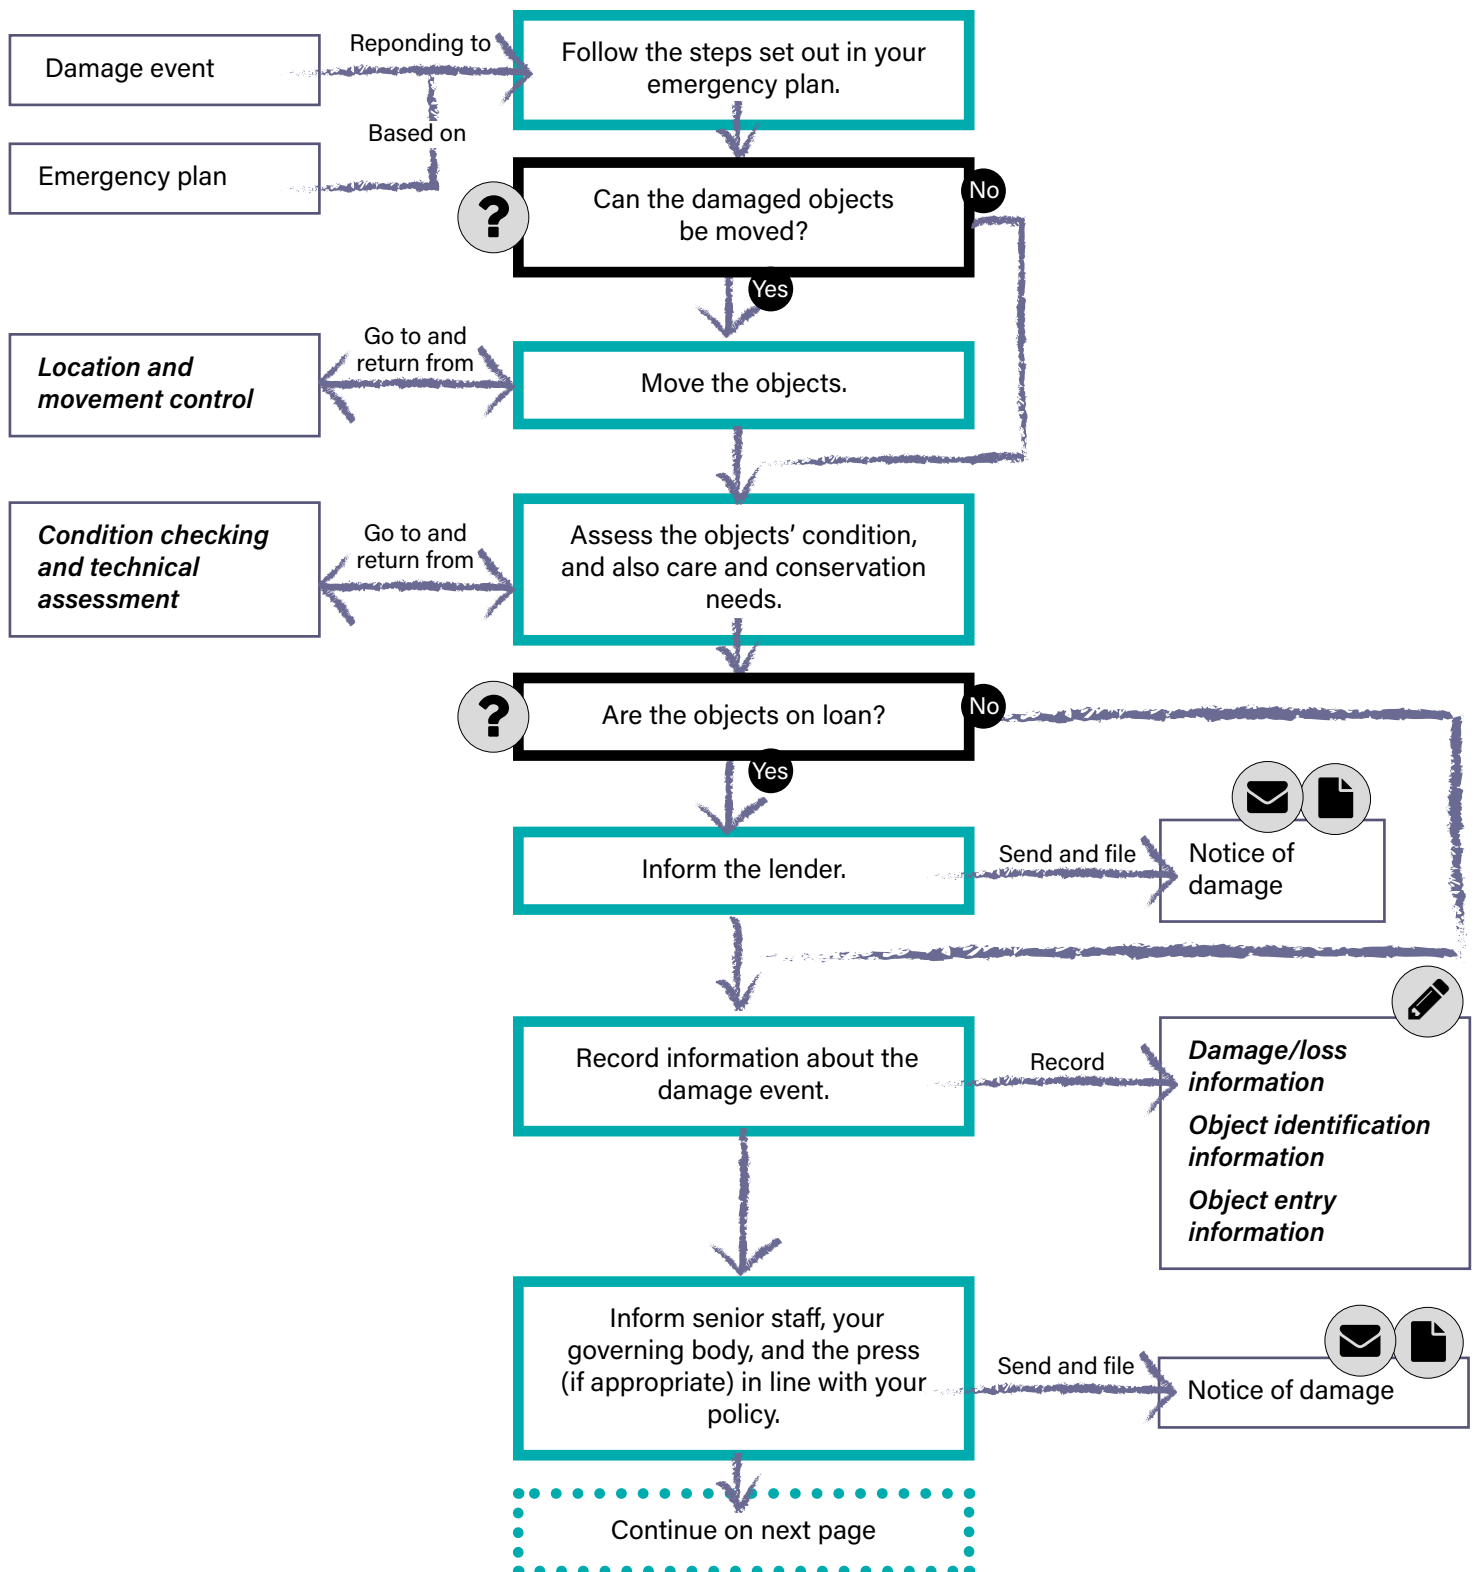 Damage event
Reponding to
Follow the steps set out in your
emergency plan.
Based on
Emergency plan
?
Can the damaged objects
be moved?
No
Yes
Location and
movement control
Go to and
return from
Move the objects.
Condition checking
and technical
assessment
Go to and
return from
Assess the objects’ condition,
and also care and conservation
needs.
?
Are the objects on loan?
No
Yes
Inform the lender.
Send and file
Notice of
damage
Record information about the
damage event.
Record
Damage/loss
information
Object identification
information
Object entry
information
Inform senior staff, your
governing body, and the press
(if appropriate) in line with your
policy.
Send and file
Notice of damage
Continue on next page